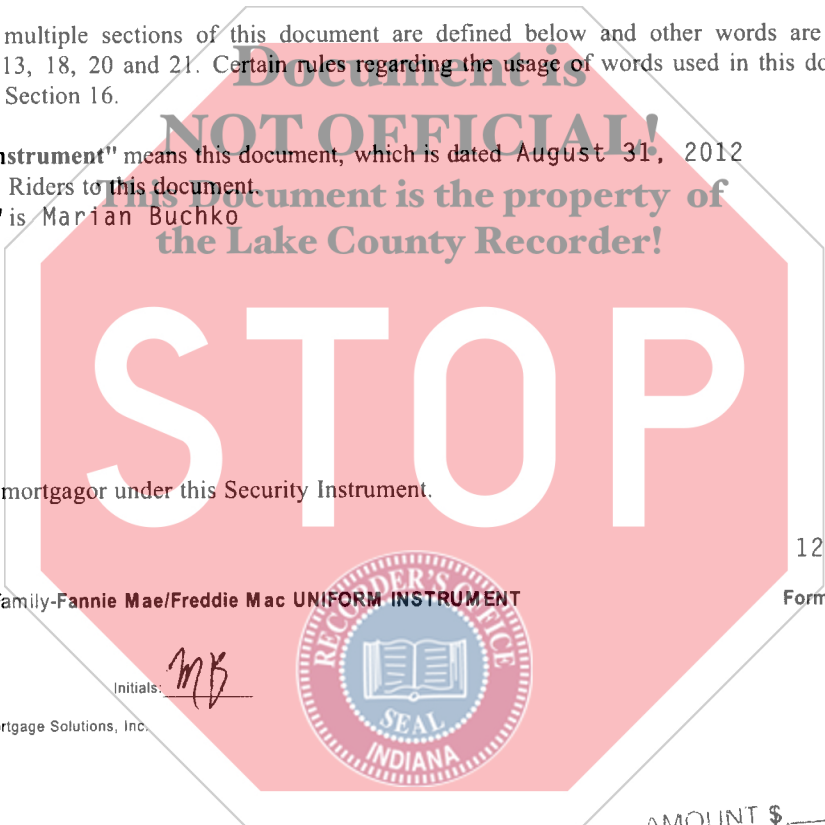 multiple sections of this document are defined below and other words are
13, 18, 20 and 21. Certain rules regarding the usage of words used in this do
Section 16.
Document is
NOT OFFICIAL!
This Document is the property of
the Lake County Recorder!
nstrument" means this document, which is dated August 31, 2012
Riders to this document.
" is Marian Buchko
STOP
mortgagor under this Security Instrument.
12
amily-Fannie Mae/Freddie Mac UNIFORM INSTRUMENT
Form
RECORDER'S OFFICE
SEAL
INDIANA
Initials: MB
rtgage Solutions, Inc.
AMOUNT $